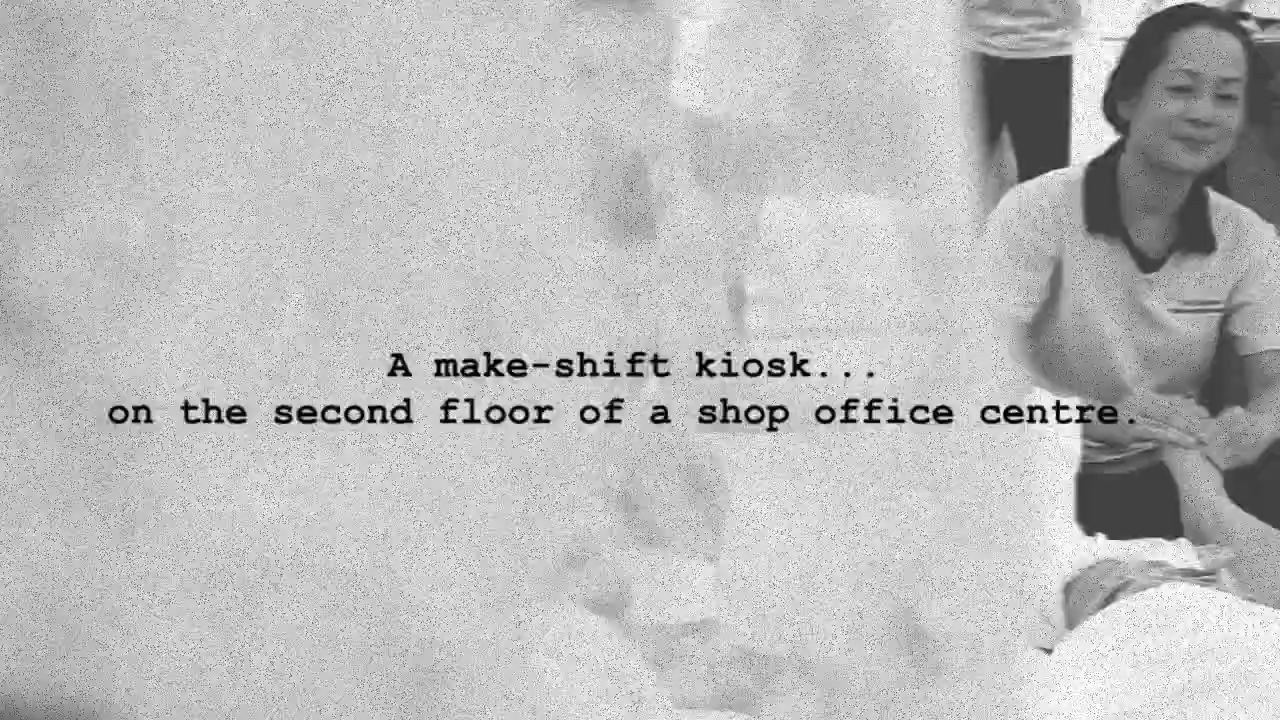 A make-shift kiosk...
on the second floor of a shop office centre.